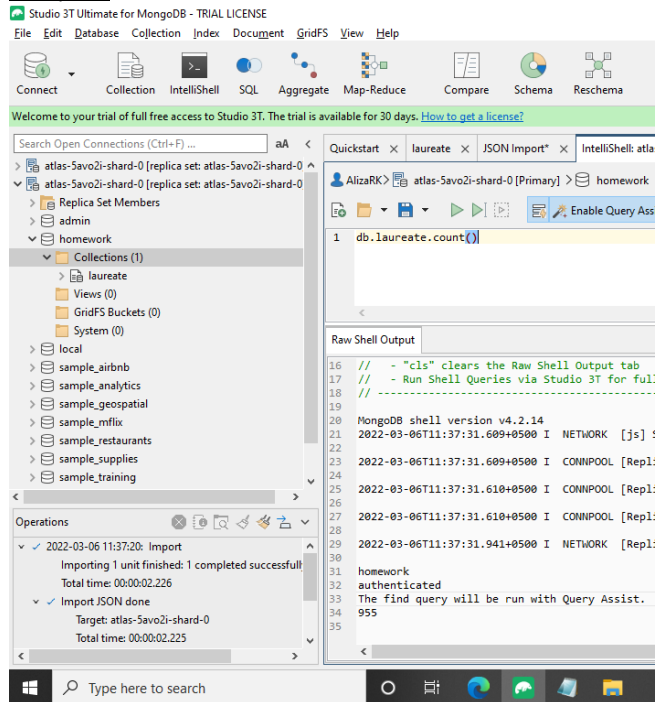 Studio 3T Ultimate for MongoDB - TRIAL LICENSE
File Edit Database Collection Index Document GridFS View Help
Connect Collection IntelliShell SQL Aggregate Map-Reduce Compare Schema Reschema
Welcome to your trial of full free access to Studio 3T. The trial is available for 30 days. How to get a license?
Search Open Connections (Ctrl+F) ... aA
atlas-5avo2i-shard-0 [replica set: atlas-5avo2i-shard-0
atlas-5avo2i-shard-0 [replica set: atlas-5avo2i-shard-0
Replica Set Members
admin
homework
Collections (1)
laureate
Views (0)
GridFS Buckets (0)
System (0)
local
sample_airbnb
sample_analytics
sample_geospatial
sample_mflix
sample_restaurants
sample_supplies
sample_training
Operations
2022-03-06 11:37:20: Import
Importing 1 unit finished: 1 completed successfull
Total time: 00:00:02.226
Import JSON done
Target: atlas-5avo2i-shard-0
Total time: 00:00:02.225
Quickstart laureate JSON Import* IntelliShell: atla
AlizaRK> atlas-5avo2i-shard-0 [Primary] > homework
Enable Query Ass
1 db.laureate.count()
Raw Shell Output
16 // - "cls" clears the Raw Shell Output tab
17 // - Run Shell Queries via Studio 3T for full
18 // ------------------------------------------
19
20 MongoDB shell version v4.2.14
21 2022-03-06T11:37:31.609+0500 I NETWORK [js] S
22
23 2022-03-06T11:37:31.609+0500 I CONNPOOL [Repli
24
25 2022-03-06T11:37:31.610+0500 I CONNPOOL [Repli
26
27 2022-03-06T11:37:31.610+0500 I CONNPOOL [Repli
28
29 2022-03-06T11:37:31.941+0500 I NETWORK [Repli
30
31 homework
32 authenticated
33 The find query will be run with Query Assist.
34 955
35
Type here to search